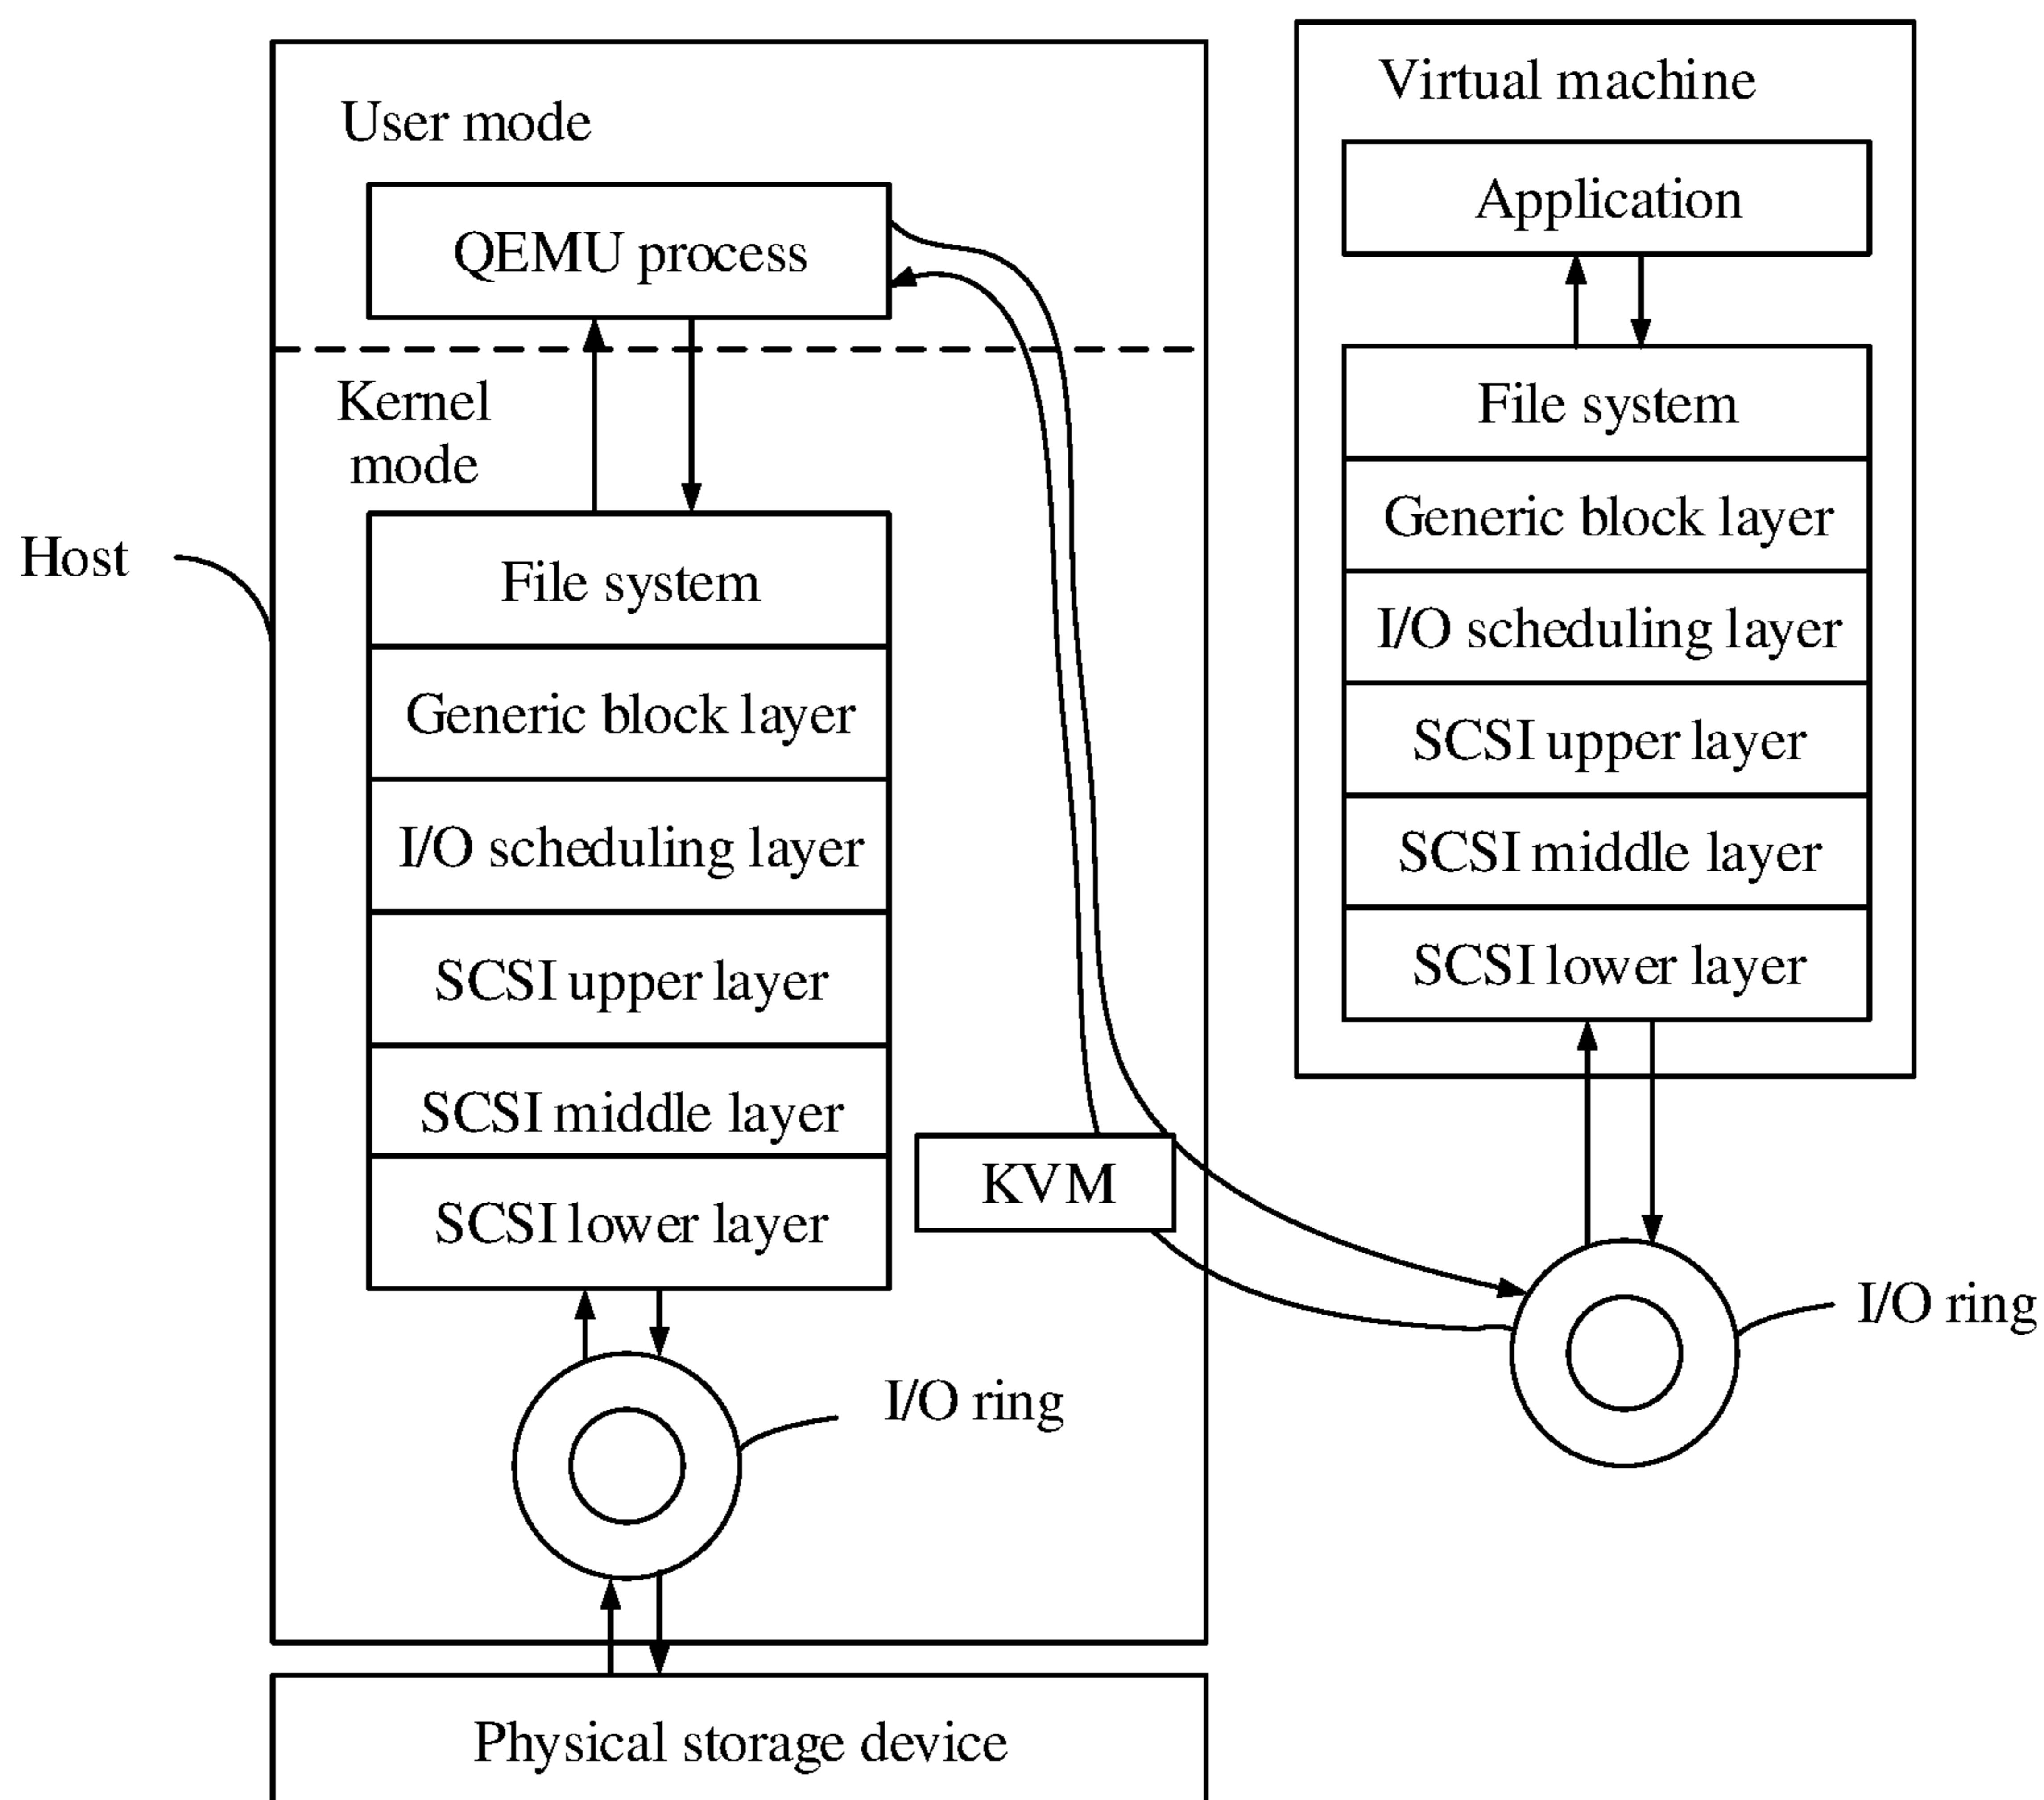 User mode
QEMU process
Kernel
mode
Host
File system
Generic block layer
I/O scheduling layer
SCSI upper layer
SCSI middle layer
SCSI lower layer
KVM
I/O ring
Physical storage device
Virtual machine
Application
File system
Generic block layer
I/O scheduling layer
SCSI upper layer
SCSI middle layer
SCSI lower layer
I/O ring